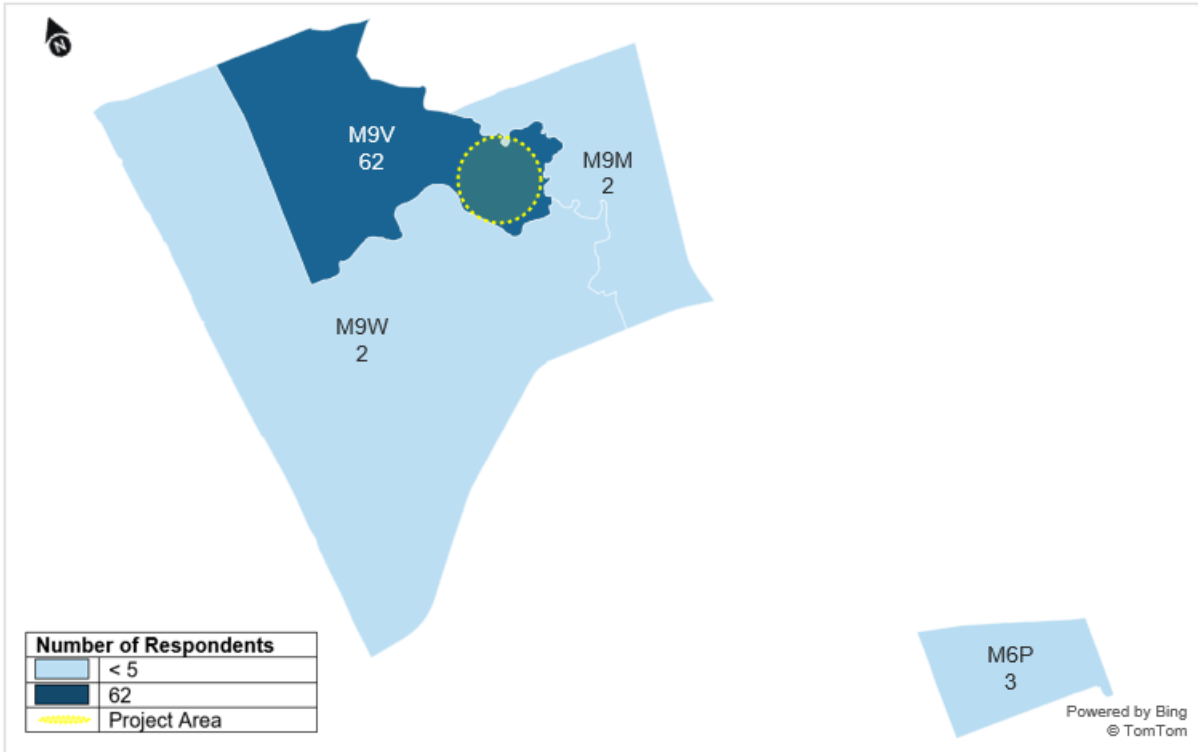 N
M9V
62
M9M
2
M9W
2
M6P
3
Number of Respondents
< 5
62
Project Area
Powered by Bing
© TomTom